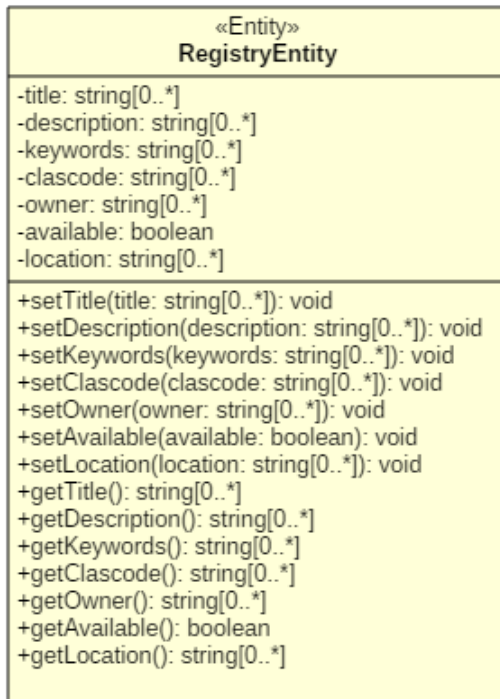 «Entity»
RegistryEntity
-title: string[0..*]
-description: string[0..*]
-keywords: string[0..*]
-clascode: string[0..*]
-owner: string[0..*]
-available: boolean
-location: string[0..*]
+setTitle(title: string[0..*]): void
+setDescription(description: string[0..*]): void
+setKeywords(keywords: string[0..*]): void
+setClascode(clascode: string[0..*]): void
+setOwner(owner: string[0..*]): void
+setAvailable(available: boolean): void
+setLocation(location: string[0..*]): void
+getTitle(): string[0..*]
+getDescription(): string[0..*]
+getKeywords(): string[0..*]
+getClascode(): string[0..*]
+getOwner(): string[0..*]
+getAvailable(): boolean
+getLocation(): string[0..*]